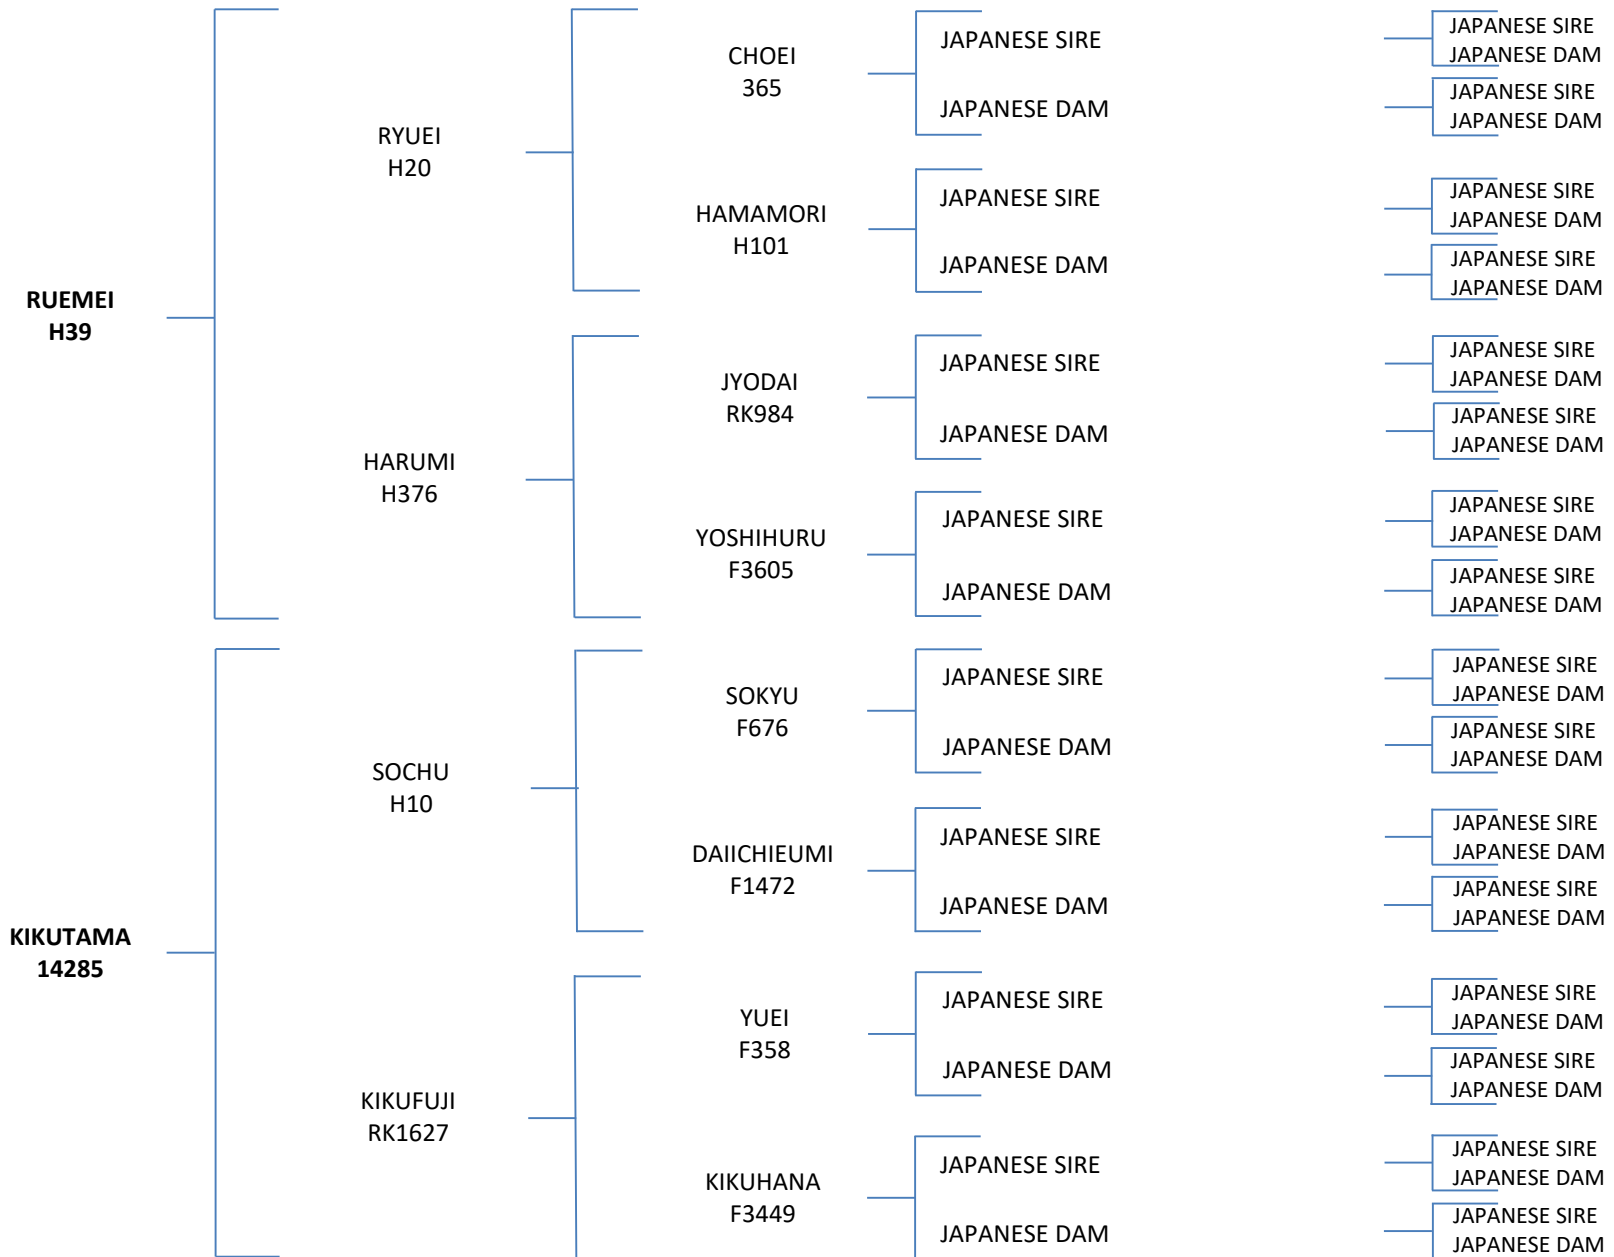 RUEMEI
H39
RYUEI
H20
CHOEI
365
JAPANESE SIRE
JAPANESE SIRE
JAPANESE DAM
JAPANESE DAM
JAPANESE SIRE
JAPANESE DAM
HAMAMORI
H101
JAPANESE SIRE
JAPANESE SIRE
JAPANESE DAM
JAPANESE DAM
JAPANESE SIRE
JAPANESE DAM
HARUMI
H376
JYODAI
RK984
JAPANESE SIRE
JAPANESE SIRE
JAPANESE DAM
JAPANESE DAM
JAPANESE SIRE
JAPANESE DAM
YOSHIHURU
F3605
JAPANESE SIRE
JAPANESE SIRE
JAPANESE DAM
JAPANESE DAM
JAPANESE SIRE
JAPANESE DAM
KIKUTAMA
14285
SOCHU
H10
SOKYU
F676
JAPANESE SIRE
JAPANESE SIRE
JAPANESE DAM
JAPANESE DAM
JAPANESE SIRE
JAPANESE DAM
DAIICHIEUMI
F1472
JAPANESE SIRE
JAPANESE SIRE
JAPANESE DAM
JAPANESE DAM
JAPANESE SIRE
JAPANESE DAM
KIKUFUJI
RK1627
YUEI
F358
JAPANESE SIRE
JAPANESE SIRE
JAPANESE DAM
JAPANESE DAM
JAPANESE SIRE
JAPANESE DAM
KIKUHANA
F3449
JAPANESE SIRE
JAPANESE SIRE
JAPANESE DAM
JAPANESE DAM
JAPANESE SIRE
JAPANESE DAM